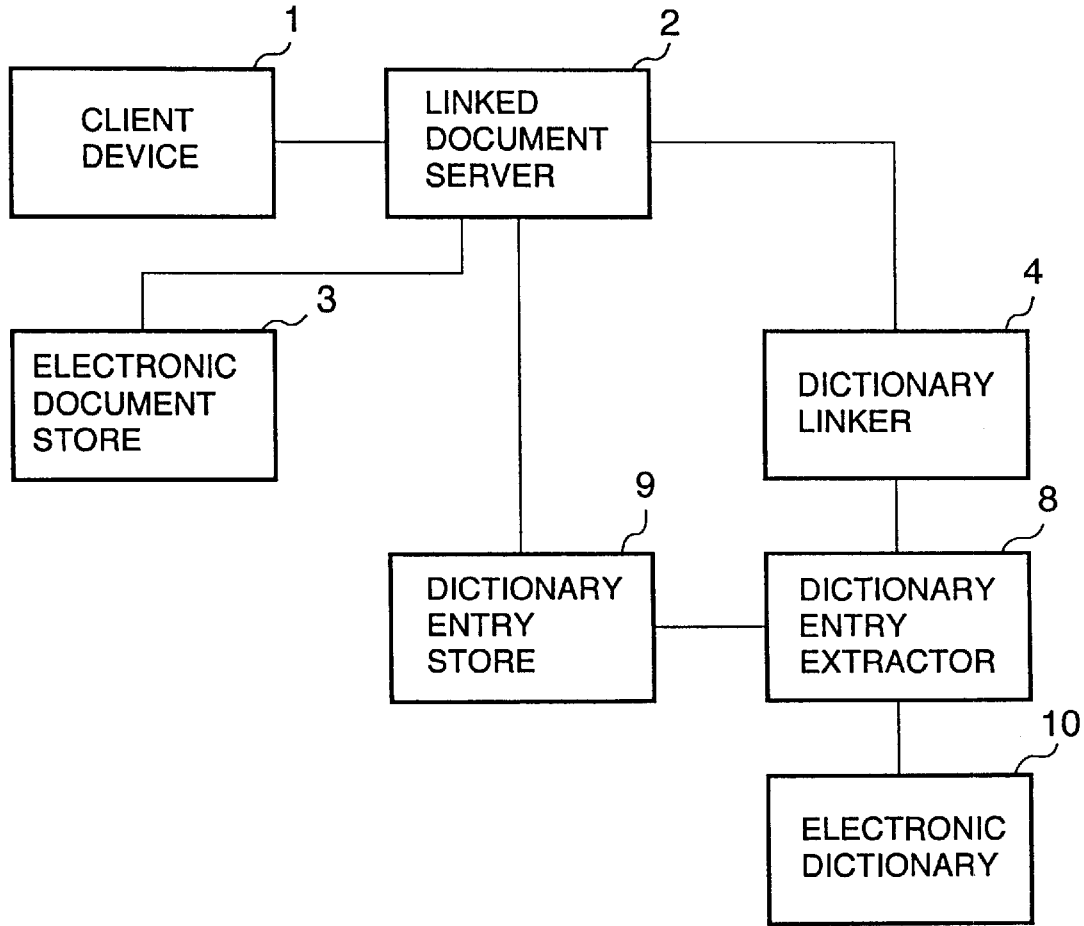 1
CLIENT
DEVICE
2
LINKED
DOCUMENT
SERVER
3
ELECTRONIC
DOCUMENT
STORE
4
DICTIONARY
LINKER
9
DICTIONARY
ENTRY
STORE
8
DICTIONARY
ENTRY
EXTRACTOR
10
ELECTRONIC
DICTIONARY